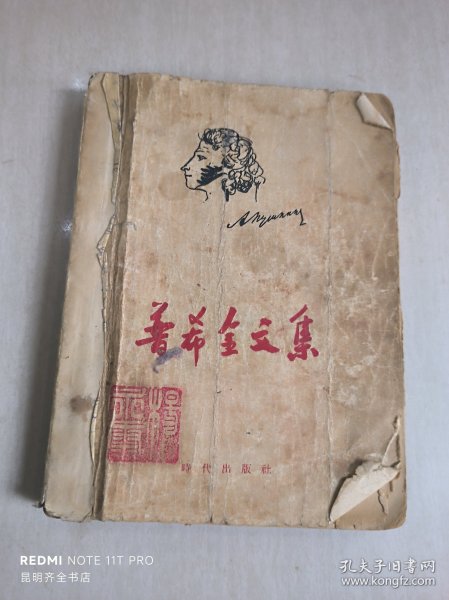 А.Пушкинъ
普希金文集
時代出版社
REDMI NOTE 11T PRO
昆明齐全书店
孔夫子旧书网
www.kongfz.com